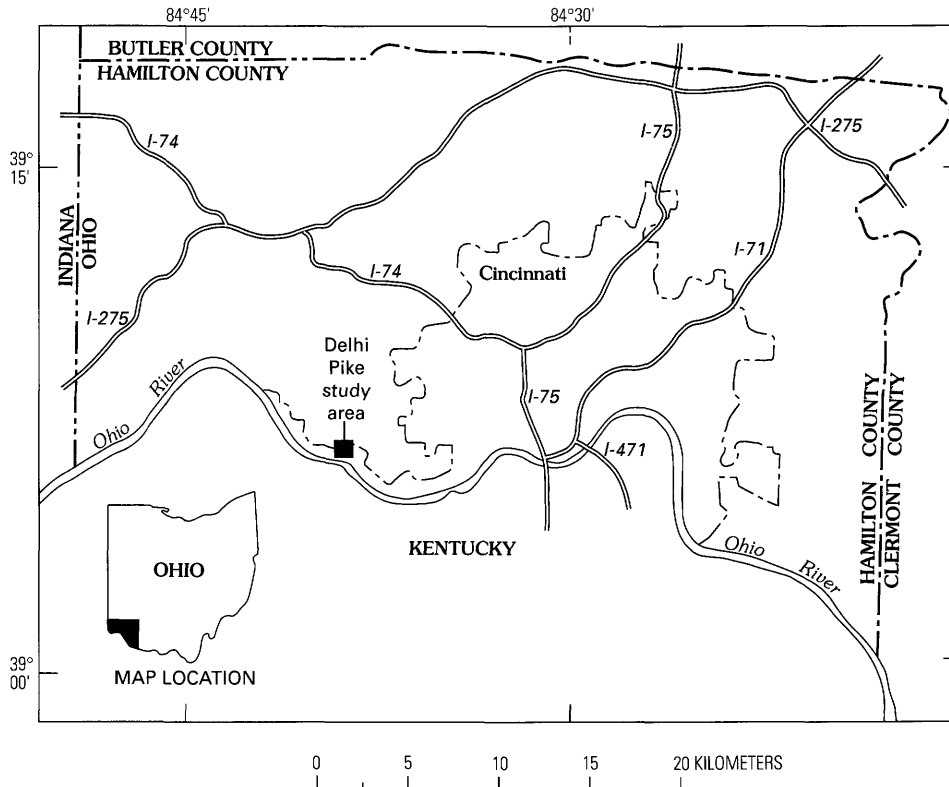 84°45'
84°30'
BUTLER COUNTY
HAMILTON COUNTY
I-74
I-75
I-275
39°
15'
INDIANA
OHIO
I-71
I-74
Cincinnati
I-275
Delhi
Pike
study
area
Ohio River
I-75
I-471
HAMILTON COUNTY
CLERMONT COUNTY
KENTUCKY
Ohio River
OHIO
39°
00'
MAP LOCATION
0 5 10 15 20 KILOMETERS